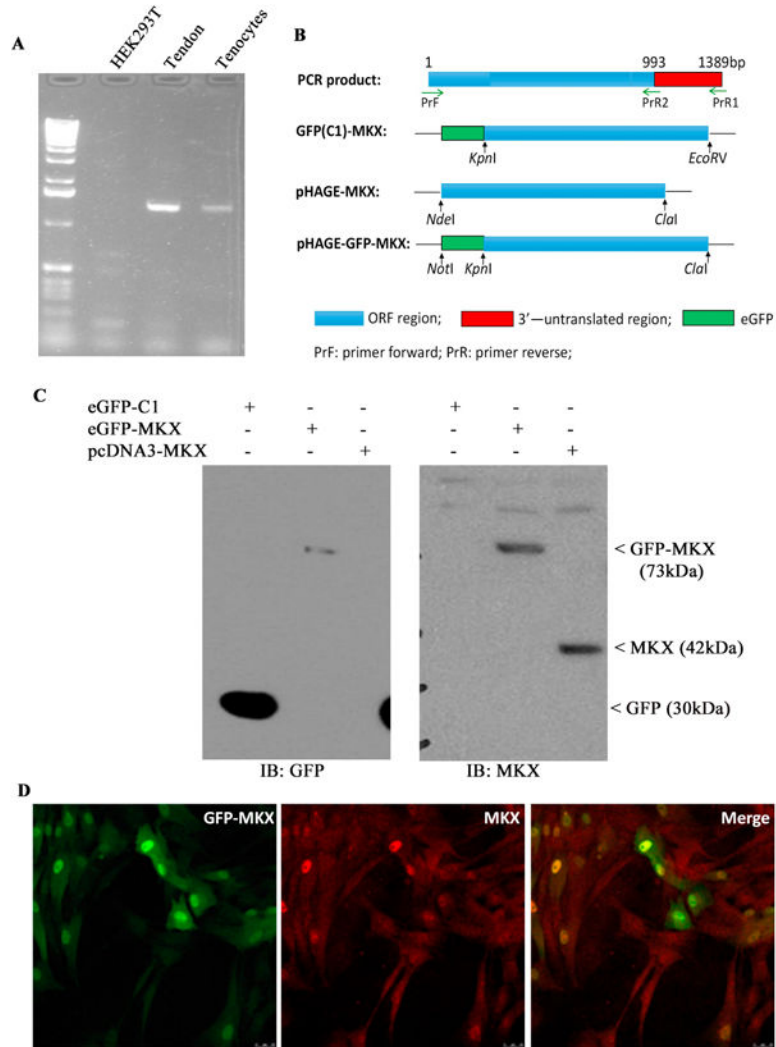 A
HEK293T
Tendon
Tenocytes
B
1 993 1389bp
PCR product:
PrF PrR2 PrR1
GFP(C1)-MKX:
KpnI EcoRV
pHAGE-MKX:
NdeI ClaI
pHAGE-GFP-MKX:
NotI KpnI ClaI
ORF region; 3'—untranslated region; eGFP
PrF: primer forward; PrR: primer reverse;
C
eGFP-C1 + - - + - -
eGFP-MKX - + - - + -
pcDNA3-MKX - - + - - +
< GFP-MKX
(73kDa)
< MKX (42kDa)
< GFP (30kDa)
IB: GFP IB: MKX
D
GFP-MKX MKX Merge